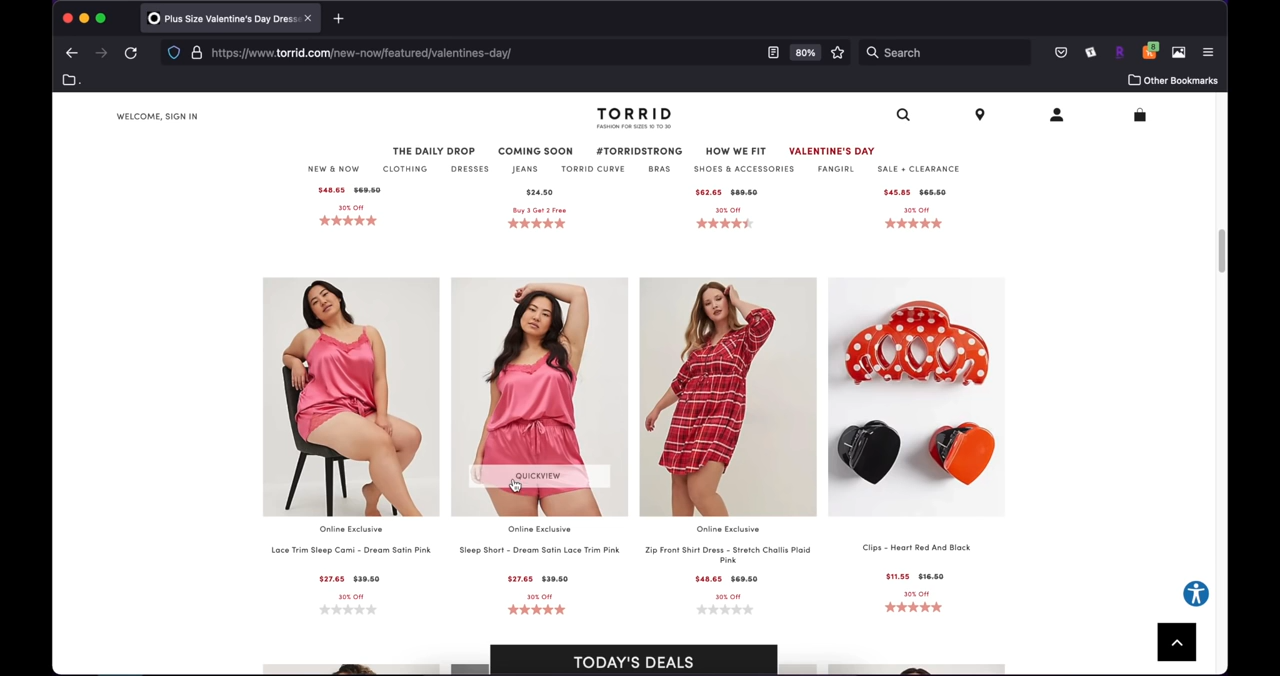 Plus Size Valentine's Day Dresse
https://www.torrid.com/new-now/featured/valentines-day/
80%
Search
8
Other Bookmarks
WELCOME, SIGN IN
TORRID
FASHION FOR SIZES 10 TO 30
THE DAILY DROP COMING SOON #TORRIDSTRONG HOW WE FIT VALENTINE'S DAY
NEW & NOW CLOTHING DRESSES JEANS TORRID CURVE BRAS SHOES & ACCESSORIES FANGIRL SALE + CLEARANCE
$48.65 $69.50 $24.50 $62.65 $89.50 $45.85 $65.50
30% Off Buy 3 Get 2 Free 30% Off 30% Off
QUICKVIEW
Online Exclusive Online Exclusive Online Exclusive
Lace Trim Sleep Cami - Dream Satin Pink Sleep Short - Dream Satin Lace Trim Pink Zip Front Shirt Dress - Stretch Challis Plaid Clips - Heart Red And Black
Pink
$27.65 $39.50 $27.65 $39.50 $48.65 $69.50 $11.55 $16.50
30% Off 30% Off 30% Off 30% Off
TODAY'S DEALS